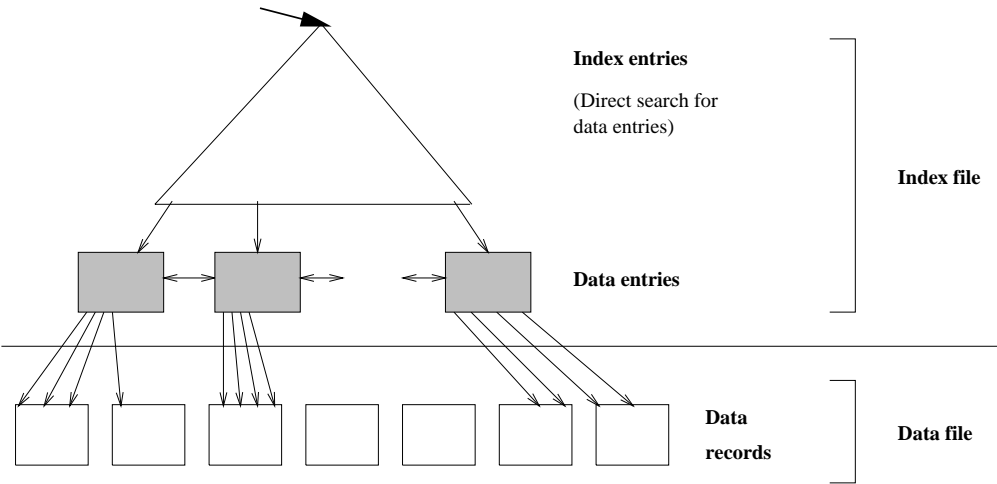 Index entries
(Direct search for
data entries)
Index file
Data entries
Data
records
Data file